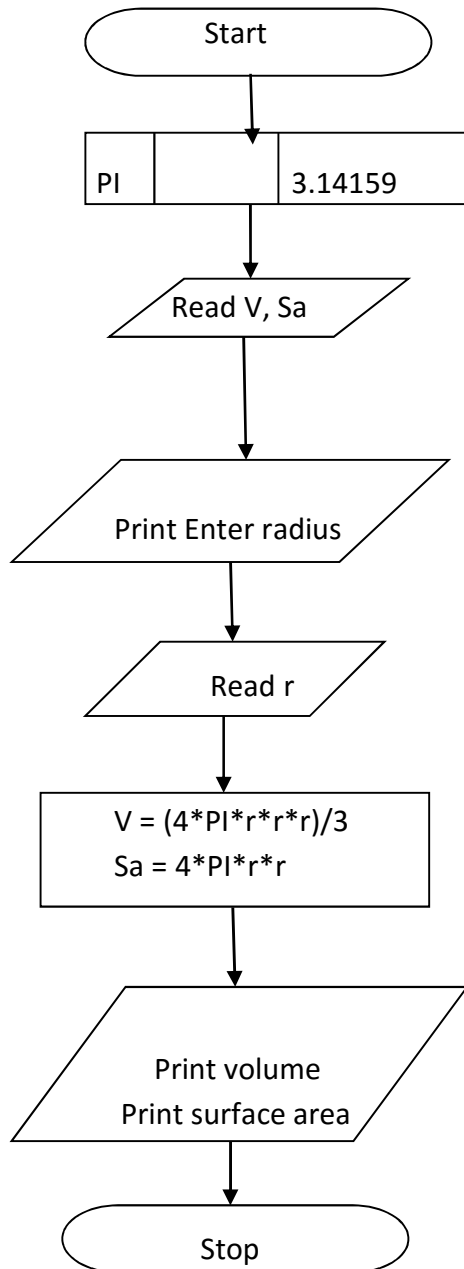 Start
PI 3.14159
Read V, Sa
Print Enter radius
Read r
V = (4*PI*r*r*r)/3
Sa = 4*PI*r*r
Print volume
Print surface area
Stop